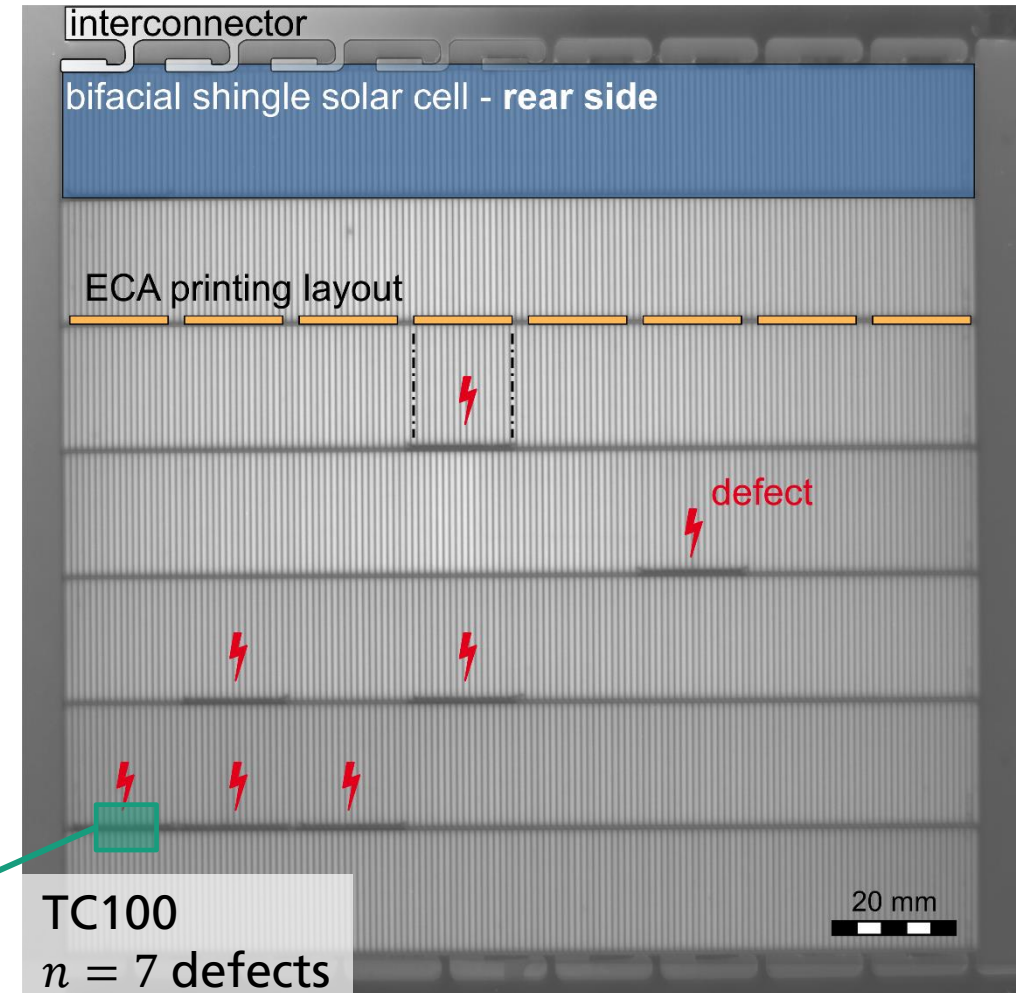 interconnector
bifacial shingle solar cell - rear side
ECA printing layout
defect
20 mm
TC100
n = 7 defects